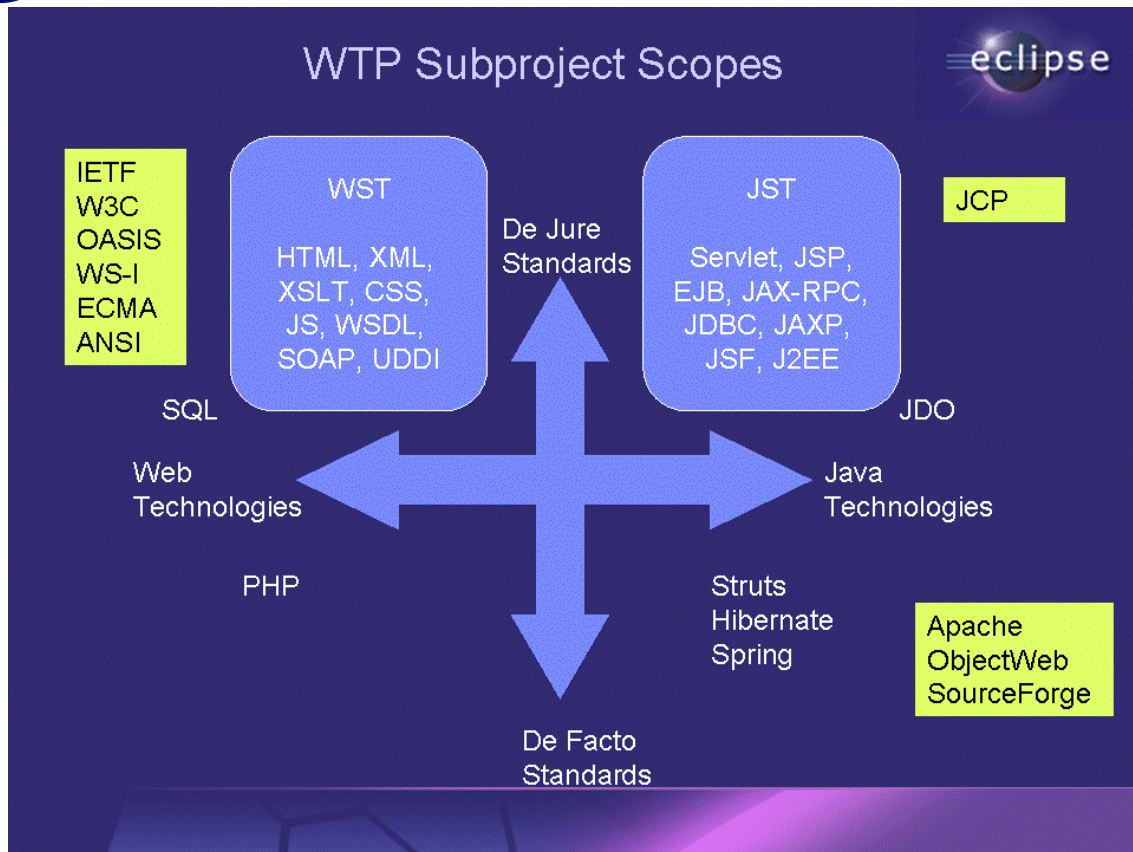 WTP Subproject Scopes
eclipse
IETF
W3C
OASIS
WS-I
ECMA
ANSI
WST
HTML, XML,
XSLT, CSS,
JS, WSDL,
SOAP, UDDI
De Jure
Standards
JST
Servlet, JSP,
EJB, JAX-RPC,
JDBC, JAXP,
JSF, J2EE
JCP
SQL
JDO
Web
Technologies
Java
Technologies
PHP
Struts
Hibernate
Spring
Apache
ObjectWeb
SourceForge
De Facto
Standards